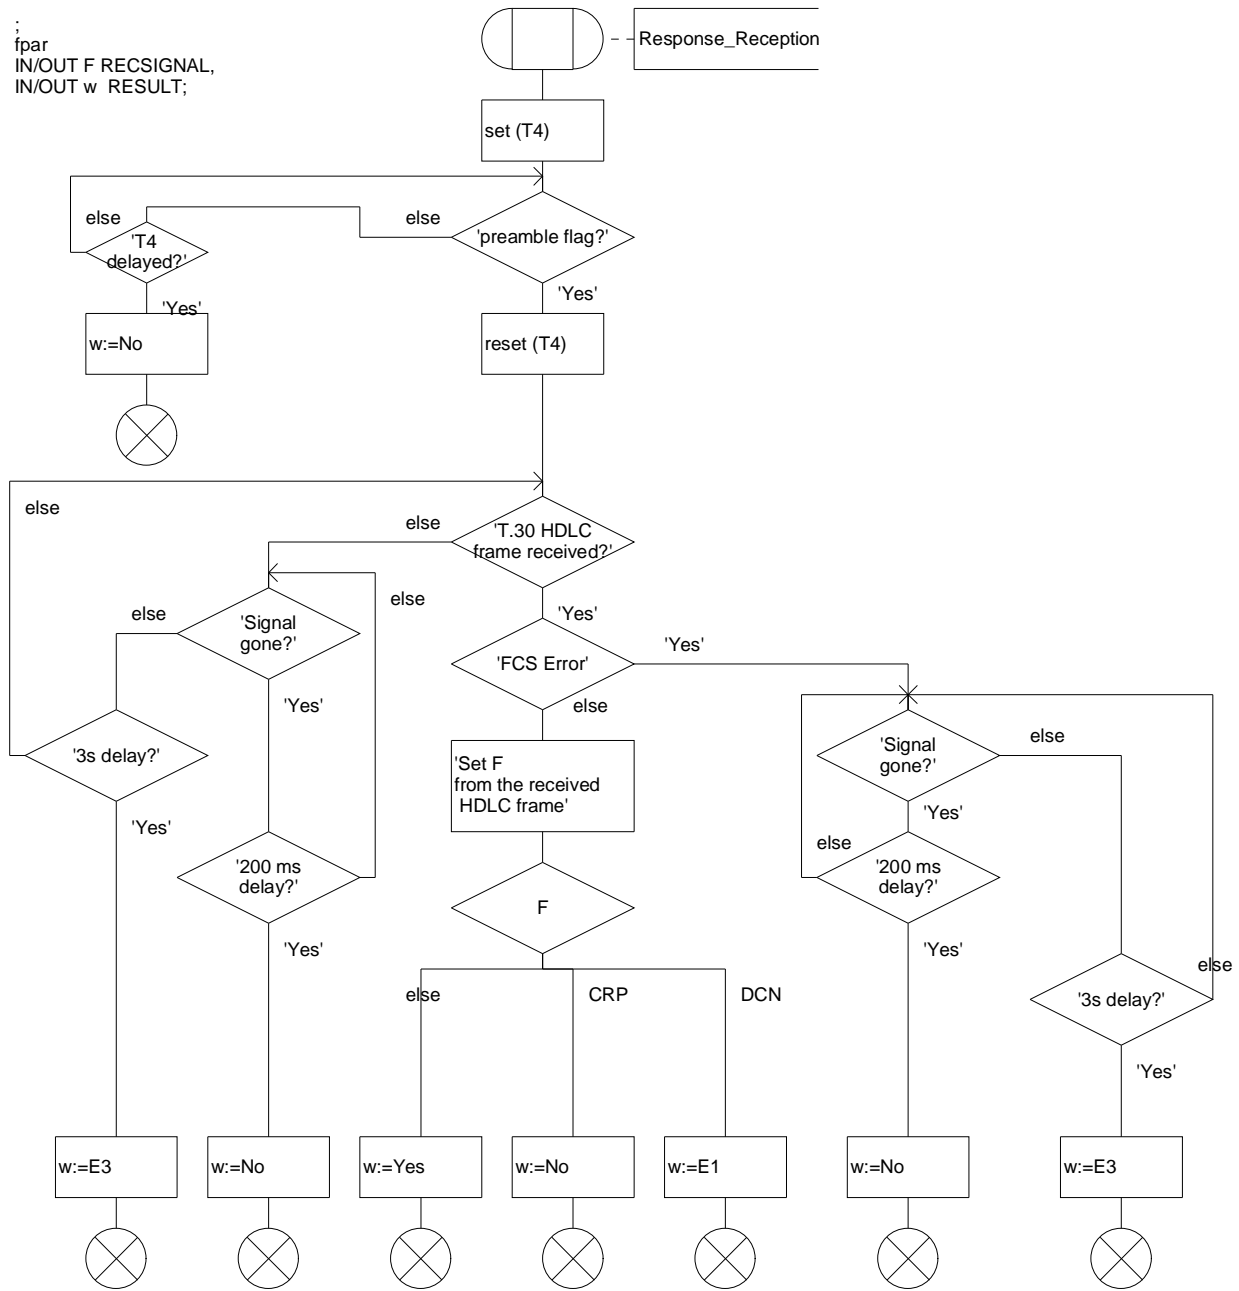 ;
fpar
IN/OUT F RECSIGNAL,
IN/OUT w  RESULT;
Response_Reception
set (T4)
else
else
'T4
delayed?'
'preamble flag?'
'Yes'
'Yes'
w:=No
reset (T4)
else
else
'T.30 HDLC
frame received?'
else
else
'Signal
gone?'
'Yes'
'Yes'
'FCS Error'
'Yes'
else
'3s delay?'
'Set F
from the received
HDLC frame'
'Signal
gone?'
else
'Yes'
'Yes'
else
'200 ms
delay?'
'200 ms
delay?'
F
'Yes'
'Yes'
else
CRP
DCN
else
'3s delay?'
'Yes'
w:=E3
w:=No
w:=Yes
w:=No
w:=E1
w:=No
w:=E3